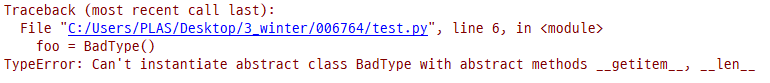 Traceback (most recent call last):
  File "C:/Users/PLAS/Desktop/3_winter/006764/test.py", line 6, in <module>
    foo = BadType()
TypeError: Can't instantiate abstract class BadType with abstract methods __getitem__, __len__